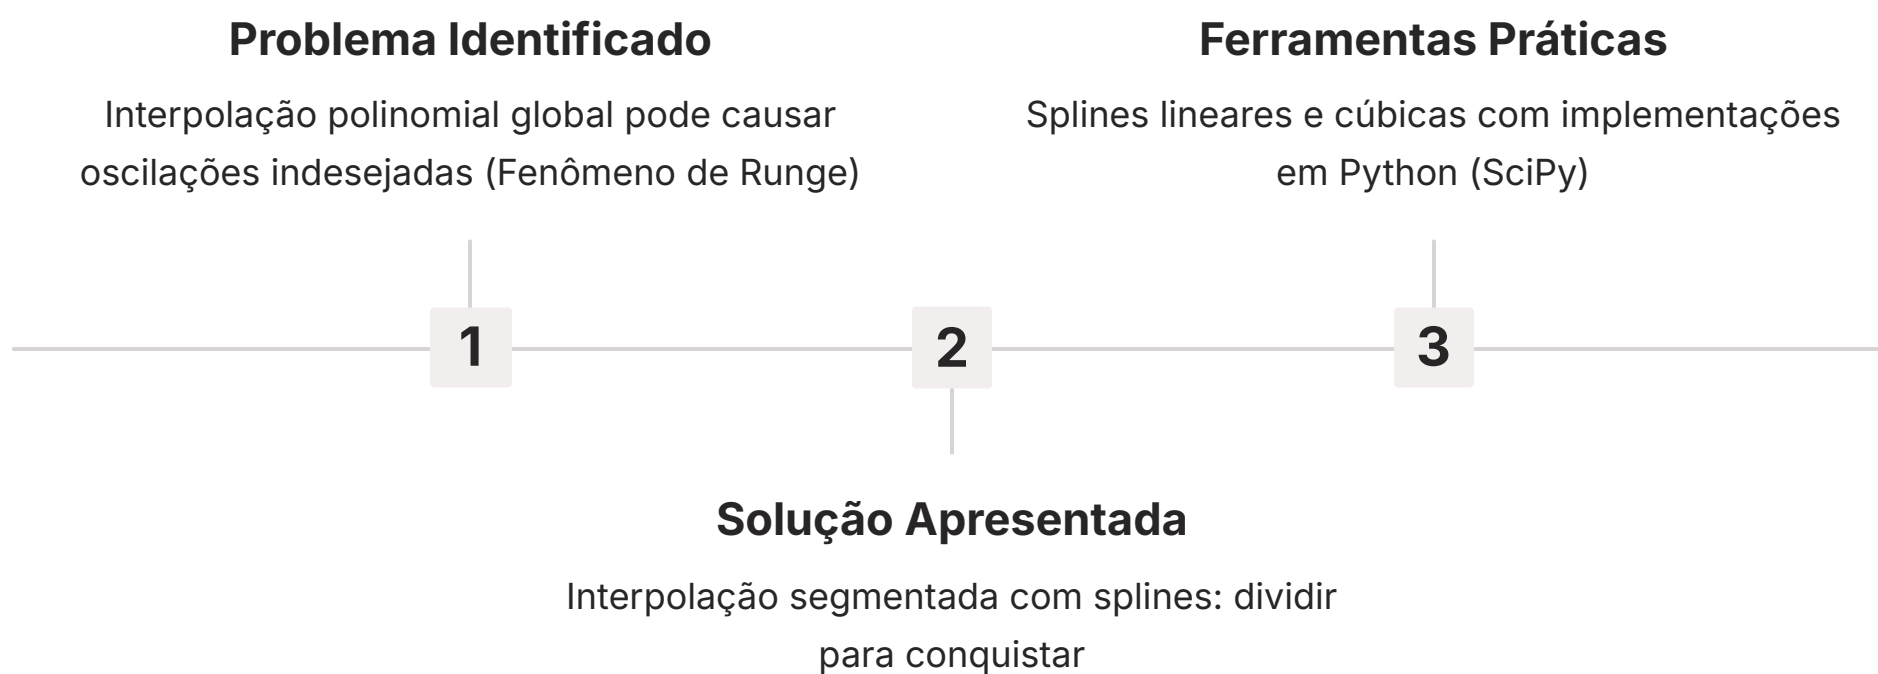 Problema Identificado
Interpolação polinomial global pode causar
oscilações indesejadas (Fenômeno de Runge)
1
2
Solução Apresentada
Interpolação segmentada com splines: dividir
para conquistar
Ferramentas Práticas
Splines lineares e cúbicas com implementações
em Python (SciPy)
3